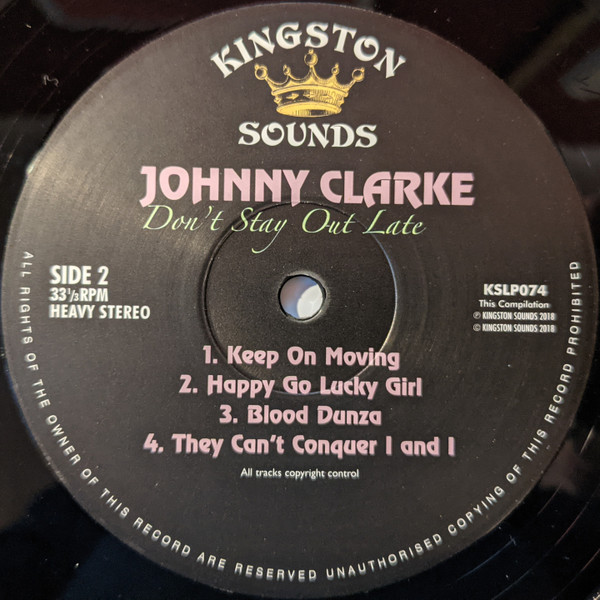 KINGSTON
SOUNDS
JOHNNY CLARKE
Don't Stay Out Late
SIDE 2
33⅓RPM
HEAVY STEREO
KSLP074
This Compilation
℗ KINGSTON SOUNDS 2018
© KINGSTON SOUNDS 2018
1. Keep On Moving
2. Happy Go Lucky Girl
3. Blood Dunza
4. They Can't Conquer I and I
All tracks copyright control
ALL RIGHTS OF THE OWNER OF THIS RECORD ARE RESERVED UNAUTHORISED COPYING OF THIS RECORD PROHIBITED